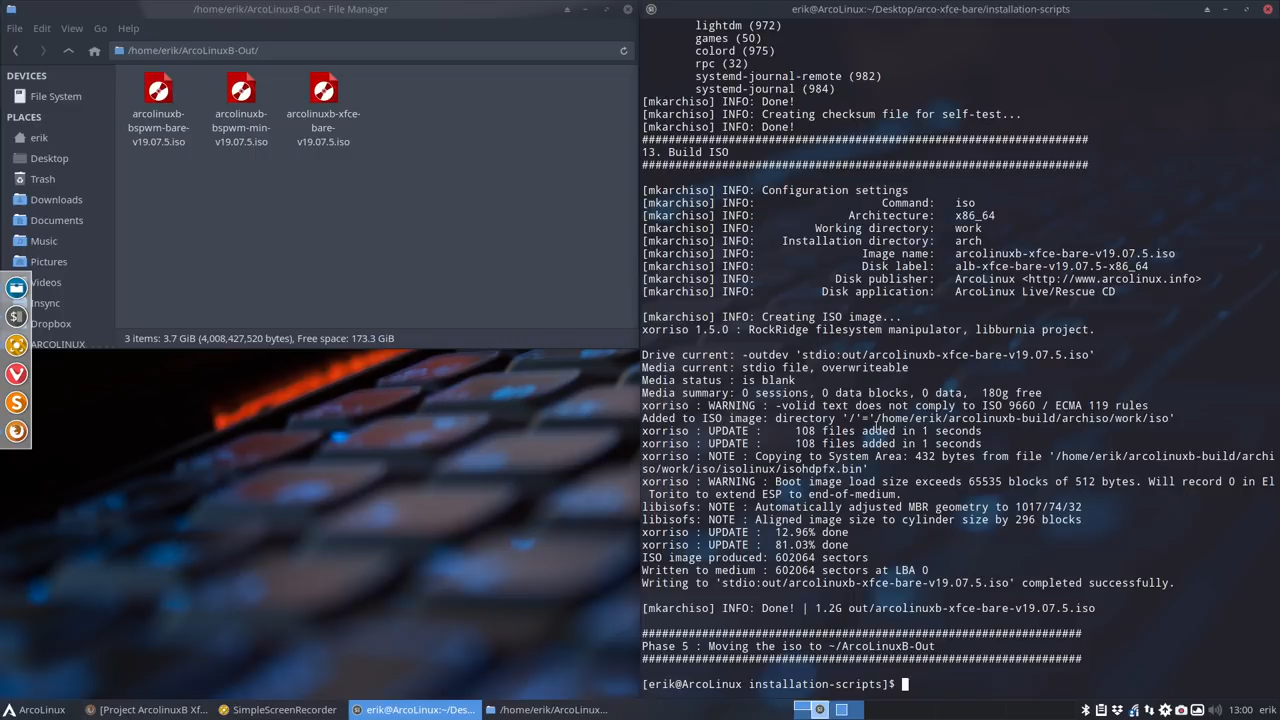 /home/erik/ArcoLinuxB-Out - File Manager
File Edit View Go Help
/home/erik/ArcoLinuxB-Out/
DEVICES
File System
PLACES
erik
Desktop
Trash
Downloads
Documents
Music
Pictures
Videos
Insync
Dropbox
ARCOLINUX
arcolinuxb-
bspwm-bare-
v19.07.5.iso
arcolinuxb-
bspwm-min-
v19.07.5.iso
arcolinuxb-xfce-
bare-
v19.07.5.iso
3 items: 3.7 GiB (4,008,427,520 bytes), Free space: 173.3 GiB
erik@ArcoLinux:~/Desktop/arco-xfce-bare/installation-scripts
lightdm (972)
games (50)
colord (975)
rpc (32)
systemd-journal-remote (982)
systemd-journal (984)
[mkarchiso] INFO: Done!
[mkarchiso] INFO: Creating checksum file for self-test...
[mkarchiso] INFO: Done!
###################################################################
13. Build ISO
###################################################################
[mkarchiso] INFO: Configuration settings
[mkarchiso] INFO: Command: iso
[mkarchiso] INFO: Architecture: x86_64
[mkarchiso] INFO: Working directory: work
[mkarchiso] INFO: Installation directory: arch
[mkarchiso] INFO: Image name: arcolinuxb-xfce-bare-v19.07.5.iso
[mkarchiso] INFO: Disk label: alb-xfce-bare-v19.07.5-x86_64
[mkarchiso] INFO: Disk publisher: ArcoLinux <http://www.arcolinux.info>
[mkarchiso] INFO: Disk application: ArcoLinux Live/Rescue CD
[mkarchiso] INFO: Creating ISO image...
xorriso 1.5.0 : RockRidge filesystem manipulator, libburnia project.
Drive current: -outdev 'stdio:out/arcolinuxb-xfce-bare-v19.07.5.iso'
Media current: stdio file, overwriteable
Media status : is blank
Media summary: 0 sessions, 0 data blocks, 0 data, 180g free
xorriso : WARNING : -volid text does not comply to ISO 9660 / ECMA 119 rules
Added to ISO image: directory '/'='/home/erik/arcolinuxb-build/archiso/work/iso'
xorriso : UPDATE : 108 files added in 1 seconds
xorriso : UPDATE : 108 files added in 1 seconds
xorriso : NOTE : Copying to System Area: 432 bytes from file '/home/erik/arcolinuxb-build/archi
so/work/iso/isolinux/isohdpfx.bin'
xorriso : WARNING : Boot image load size exceeds 65535 blocks of 512 bytes. Will record 0 in El
Torito to extend ESP to end-of-medium.
libisofs: NOTE : Automatically adjusted MBR geometry to 1017/74/32
libisofs: NOTE : Aligned image size to cylinder size by 296 blocks
xorriso : UPDATE : 12.96% done
xorriso : UPDATE : 81.03% done
ISO image produced: 602064 sectors
Written to medium : 602064 sectors at LBA 0
Writing to 'stdio:out/arcolinuxb-xfce-bare-v19.07.5.iso' completed successfully.
[mkarchiso] INFO: Done! | 1.2G out/arcolinuxb-xfce-bare-v19.07.5.iso
##################################################################
Phase 5 : Moving the iso to ~/ArcoLinuxB-Out
##################################################################
[erik@ArcoLinux installation-scripts]$
ArcoLinux [Project ArcolinuxB Xf... SimpleScreenRecorder erik@ArcoLinux:~/Des... /home/erik/ArcoLinux... 13:00 erik